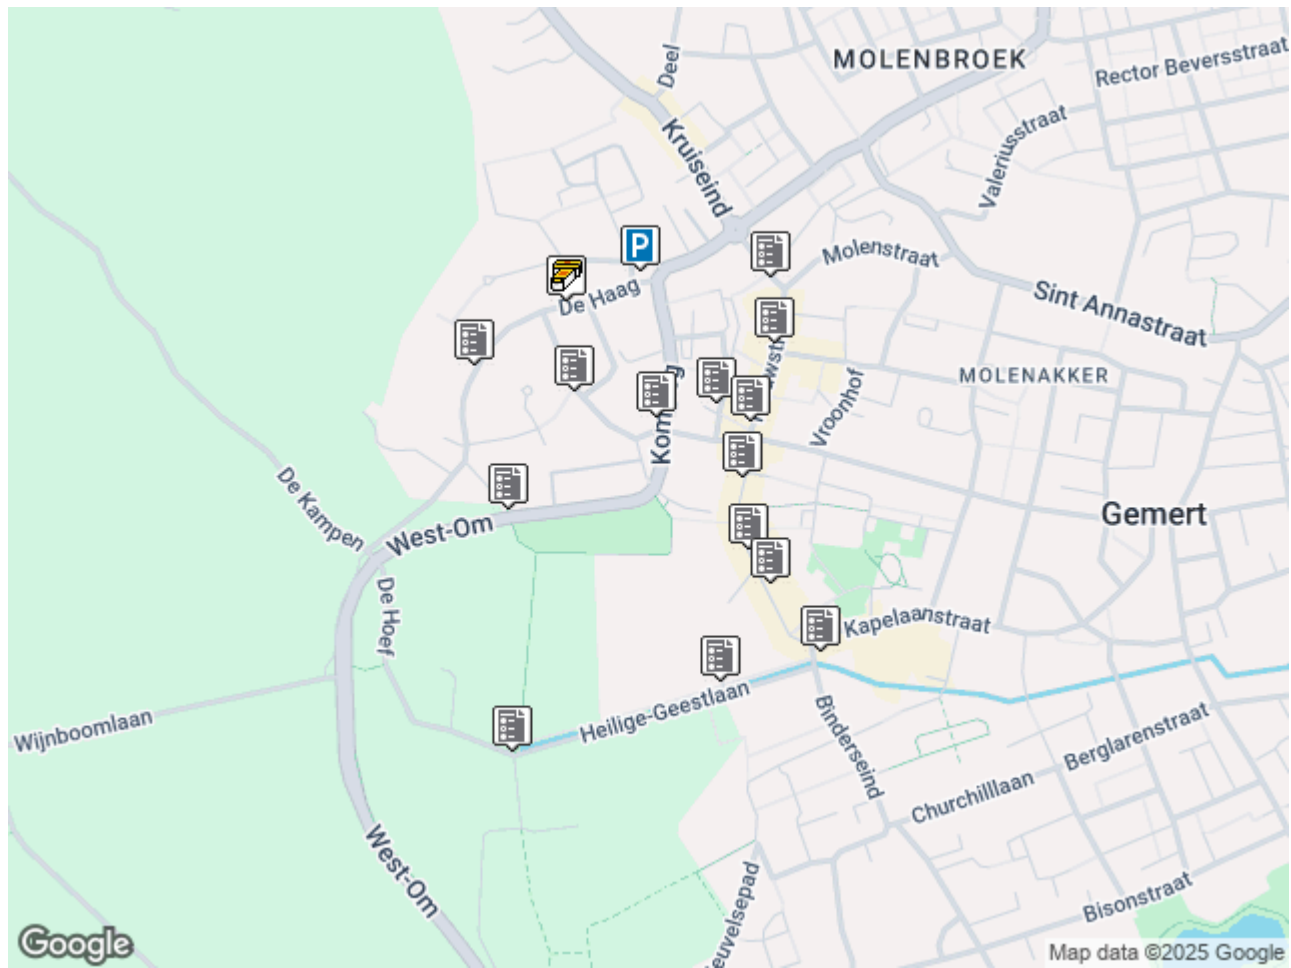 MOLENBROEK
Deel
Rector Beversstraat
Kruiseind
Valeriusstraat
P
Molenstraat
De Haag
Sint Annastraat
MOLENAKKER
Vroonhof
De Kampen
Gemert
West-Om
De Hoef
Kapelaanstraat
Heilige-Geestlaan
Wijnboomlaan
Binderseind
Berglarenstraat
Churchilllaan
West-Om
Bisonstraat
Google
Map data ©2025 Google